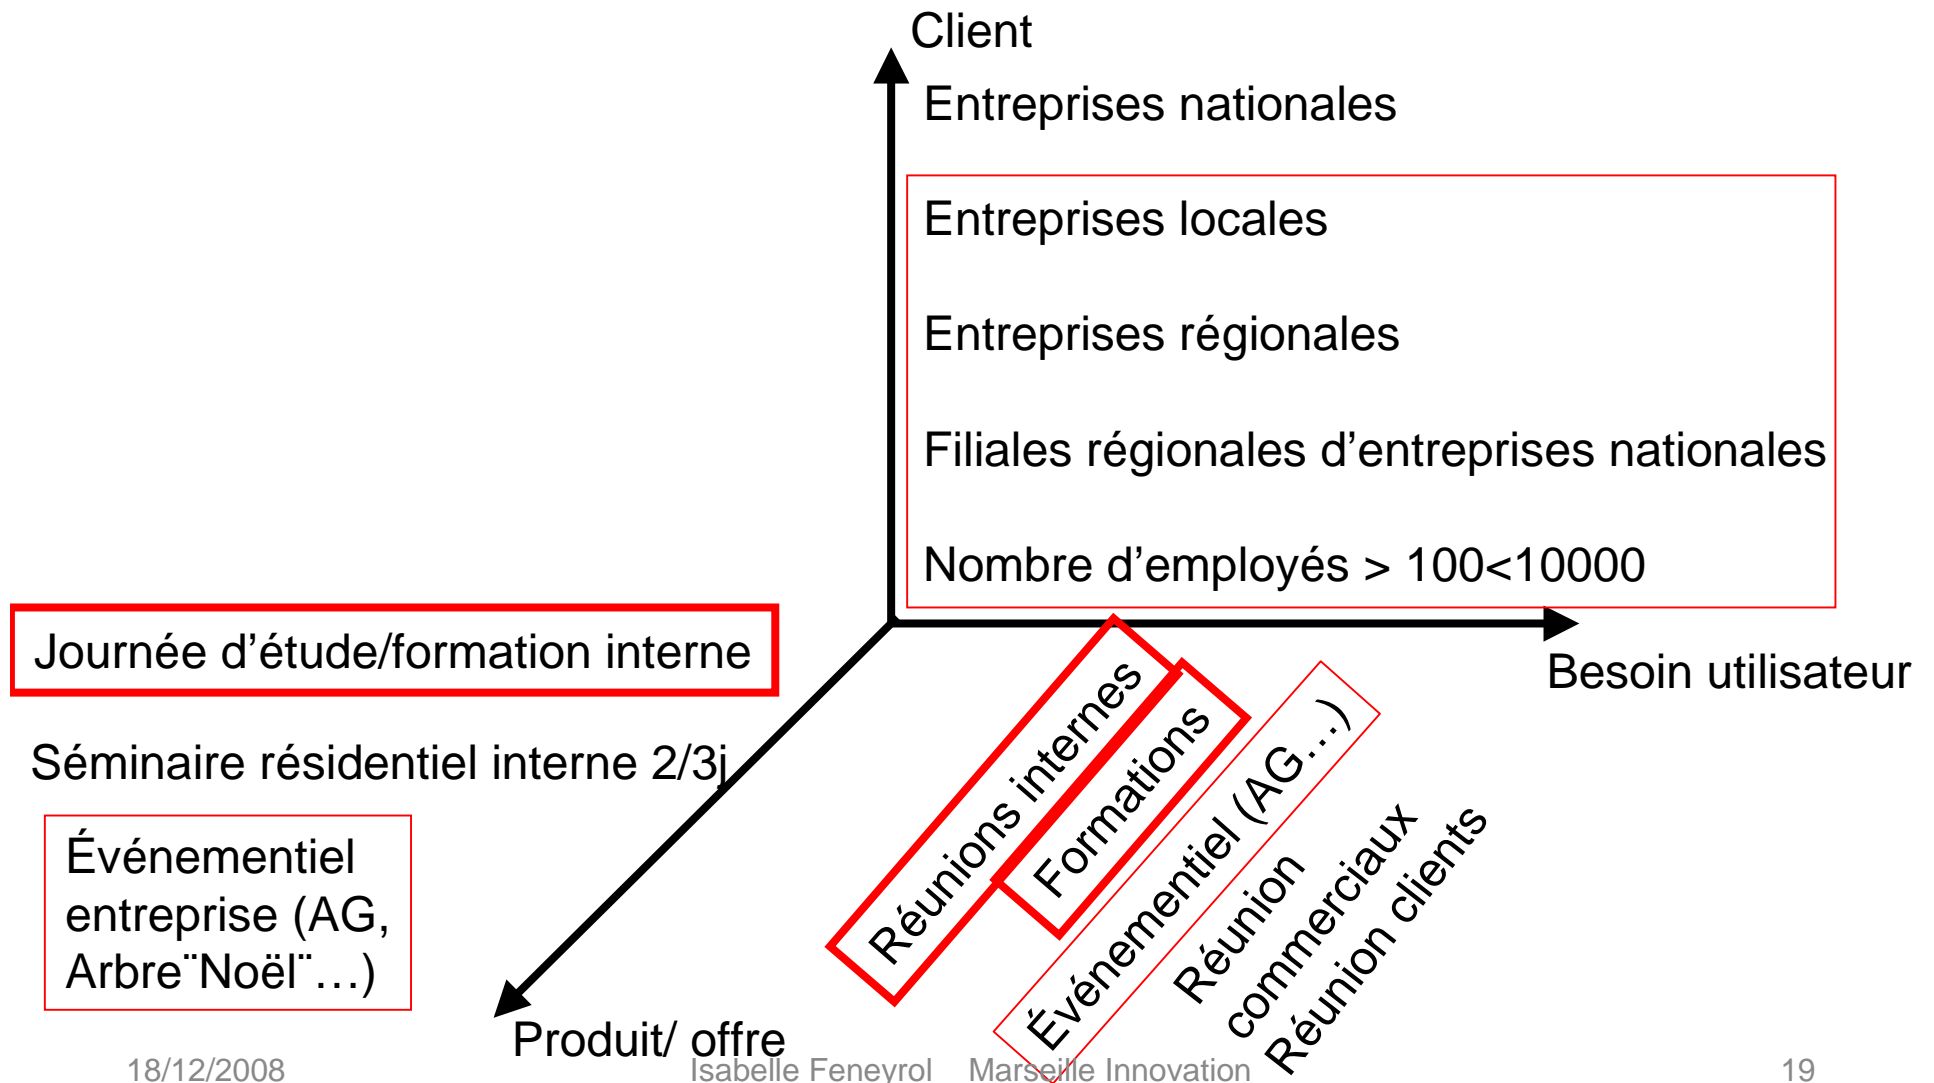 Client
Entreprises nationales
Entreprises locales
Entreprises régionales
Filiales régionales d’entreprises nationales
Nombre d’employés > 100<10000
Besoin utilisateur
Journée d’étude/formation interne
Séminaire résidentiel interne 2/3j
Événementiel
entreprise (AG,
Arbre¨Noël¨…)
Produit/ offre
Réunions internes
Formations
Événementiel (AG…)
Réunion
commerciaux
Réunion clients
18/12/2008
Isabelle Feneyrol Marseille Innovation
19